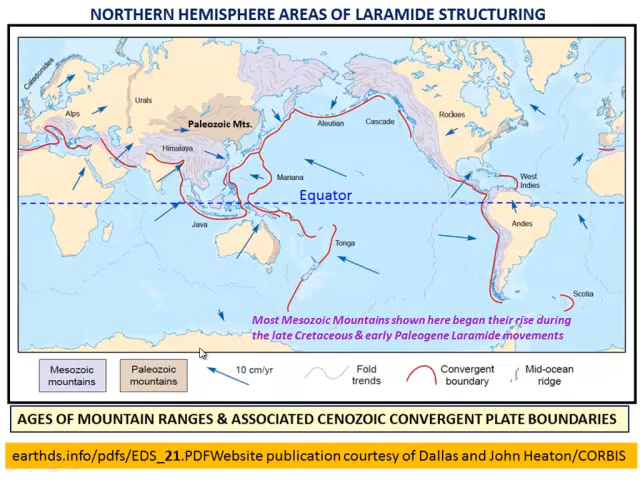 NORTHERN HEMISPHERE AREAS OF LARAMIDE STRUCTURING
Caledonides
Urals
Alps
Paleozoic Mts.
Himalaya
Aleutian
Cascade
Rockies
Mariana
West
Indies
Equator
Java
Andes
Tonga
Scotia
Most Mesozoic Mountains shown here began their rise during
the late Cretaceous & early Paleogene Laramide movements
Mesozoic
mountains
Paleozoic
mountains
10 cm/yr
Fold
trends
Convergent
boundary
Mid-ocean
ridge
AGES OF MOUNTAIN RANGES & ASSOCIATED CENOZOIC CONVERGENT PLATE BOUNDARIES
earthds.info/pdfs/EDS_21.PDFWebsite publication courtesy of Dallas and John Heaton/CORBIS